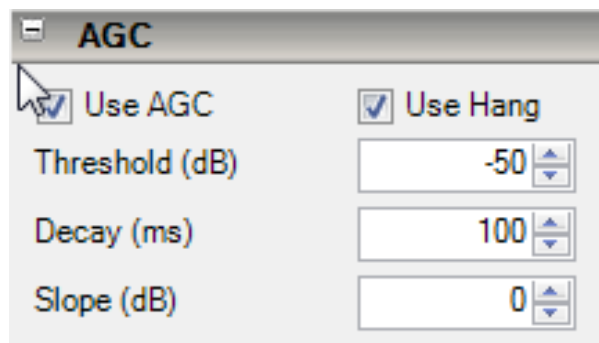 AGC
Use AGC Use Hang
Threshold (dB) -50
Decay (ms) 100
Slope (dB) 0